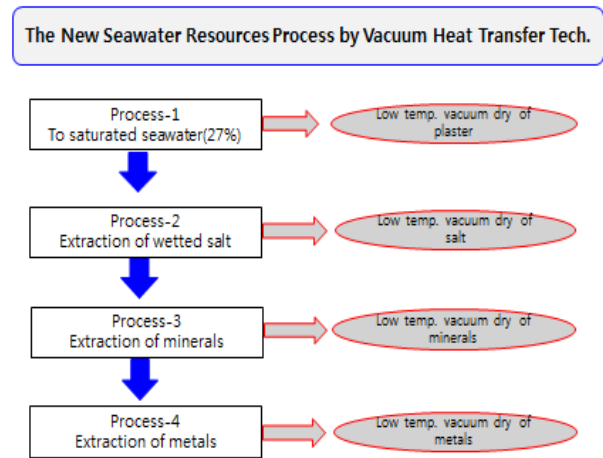 The New Seawater Resources Process by Vacuum Heat Transfer Tech.
Process-1
To saturated seawater(27%)
Low temp. vacuum dry of
plaster
Process-2
Extraction of wetted salt
Low temp. vacuum dry of
salt
Process-3
Extraction of minerals
Low temp. vacuum dry of
minerals
Process-4
Extraction of metals
Low temp. vacuum dry of
metals